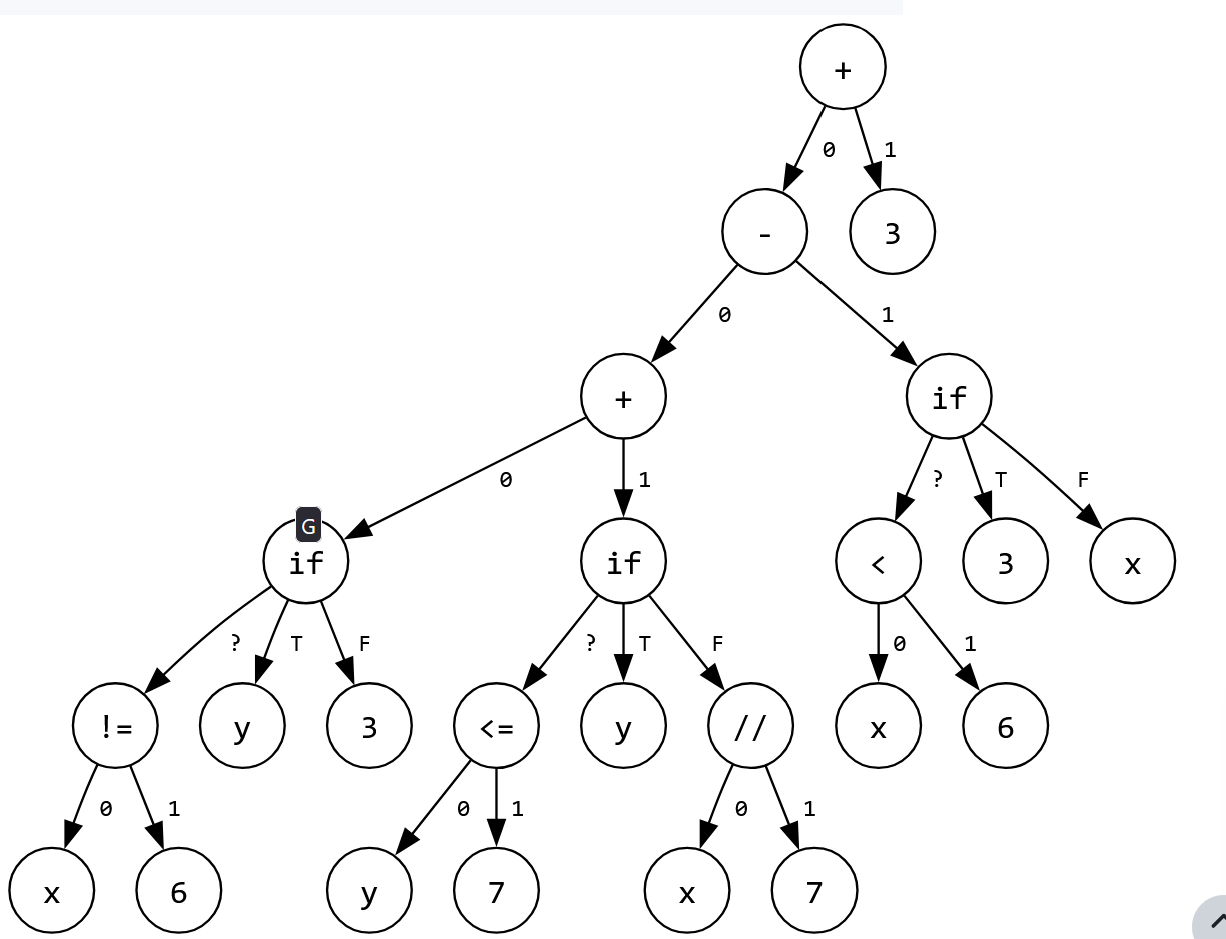 +
0 1
- 3
0 1
+ if
0 1 ? T F
G
if if < 3 x
? T F ? T F 0 1
!= y 3 <= y // x 6
0 1 0 1 0 1
x 6 y 7 x 7